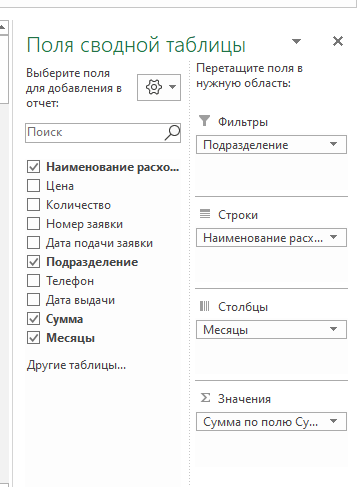 Поля сводной таблицы
Выберите поля
для добавления в
отчет:
Поиск
Наименование расхо...
Цена
Количество
Номер заявки
Дата подачи заявки
Подразделение
Телефон
Дата выдачи
Сумма
Месяцы
Другие таблицы...
Перетащите поля в
нужную область:
Фильтры
Подразделение
Строки
Наименование расх...
Столбцы
Месяцы
Значения
Сумма по полю Су...